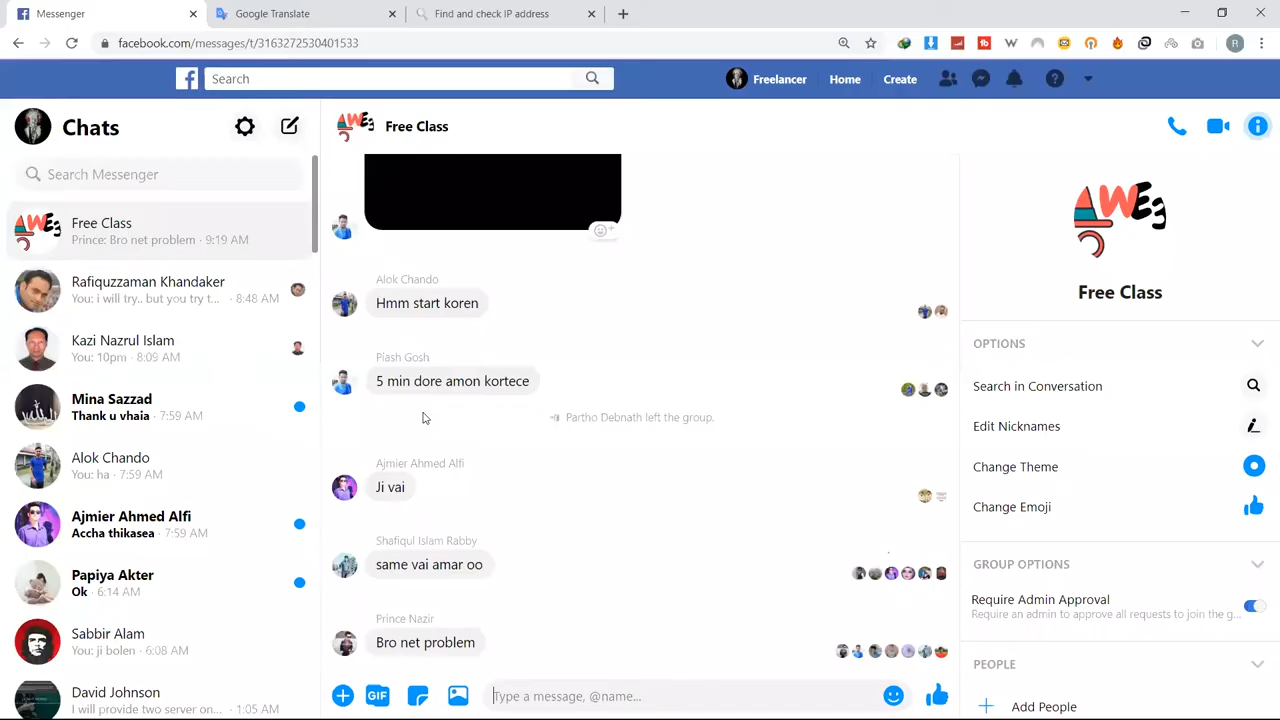 Messenger
Google Translate
Find and check IP address
facebook.com/messages/t/3163272530401533
Search
Freelancer
Home
Create
Chats
Search Messenger
Free Class
Prince: Bro net problem · 9:19 AM
Rafiquzzaman Khandaker
You: i will try.. but you try t... · 8:48 AM
Kazi Nazrul Islam
You: 10pm · 8:09 AM
Mina Sazzad
Thank u vhaia · 7:59 AM
Alok Chando
You: ha · 7:59 AM
Ajmier Ahmed Alfi
Accha thikasea · 7:59 AM
Papiya Akter
Ok · 6:14 AM
Sabbir Alam
You: ji bolen · 6:08 AM
David Johnson
I will provide two server on... · 1:05 AM
Free Class
Alok Chando
Hmm start koren
Piash Gosh
5 min dore amon kortece
Partho Debnath left the group.
Ajmier Ahmed Alfi
Ji vai
Shafiqul Islam Rabby
same vai amar oo
Prince Nazir
Bro net problem
GIF
Type a message, @name...
Free Class
OPTIONS
Search in Conversation
Edit Nicknames
Change Theme
Change Emoji
GROUP OPTIONS
Require Admin Approval
Require an admin to approve all requests to join the g...
PEOPLE
Add People